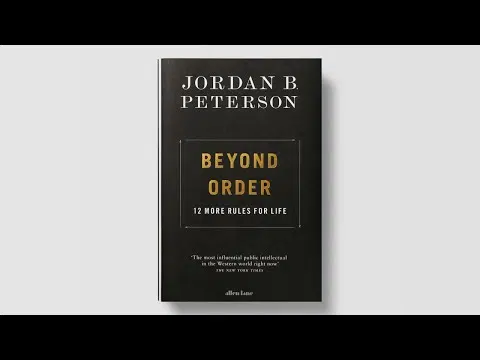 JORDAN B.
PETERSON
BEYOND
ORDER
12 MORE RULES FOR LIFE
‘The most influential public intellectual
in the Western world right now’
THE NEW YORK TIMES
allen lane